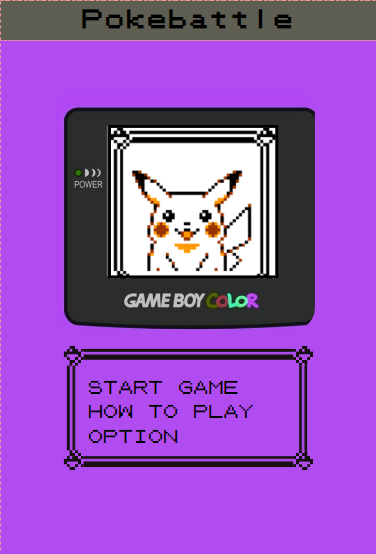 Pokebattle
POWER
GAME BOY COLOR
START GAME
HOW TO PLAY
OPTION